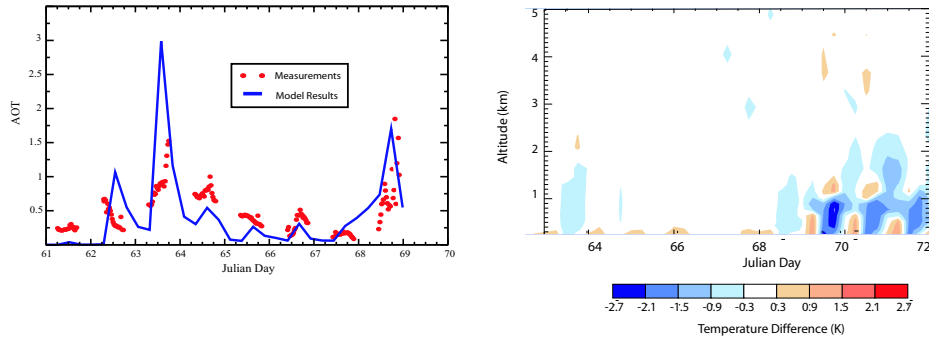 3
2.5
2
1.5
1
0.5
AOT
Measurements
Model Results
61 62 63 64 65 66 67 68 69 70
Julian Day
5
4
3
2
1
Altitude (km)
64 66 68 70 72
Julian Day
-2.7 -2.1 -1.5 -0.9 -0.3 0.3 0.9 1.5 2.1 2.7
Temperature Difference (K)